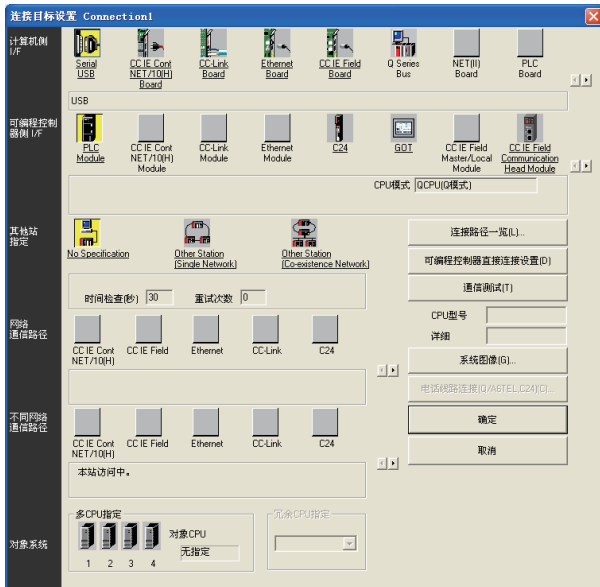 连接目标设置 Connection1
计算机侧
I/F
Serial
USB
CC IE Cont
NET/10(H)
Board
CC-Link
Board
Ethernet
Board
CC IE Field
Board
Q Series
Bus
NET(II)
Board
PLC
Board
USB
可编程控制
器侧 I/F
PLC
Module
CC IE Cont
NET/10(H)
Module
CC-Link
Module
Ethernet
Module
C24
GOT
CC IE Field
Master/Local
Module
CC IE Field
Communication
Head Module
CPU模式 QCPU(Q模式)
其他站
指定
No Specification
Other Station
(Single Network)
Other Station
(Co-existence Network)
时间检查(秒) 30 重试次数 0
连接路径一览(L)...
可编程控制器直接连接设置(D)
通信测试(T)
CPU型号
详细
系统图像(G)...
电话线路连接(Q/A6TEL,C24)(C)...
确定
取消
网络
通信路径
CC IE Cont
NET/10(H)
CC IE Field
Ethernet
CC-Link
C24
不同网络
通信路径
CC IE Cont
NET/10(H)
CC IE Field
Ethernet
CC-Link
C24
本站访问中。
对象系统
多CPU指定
1 2 3 4
对象CPU
无指定
冗余CPU指定